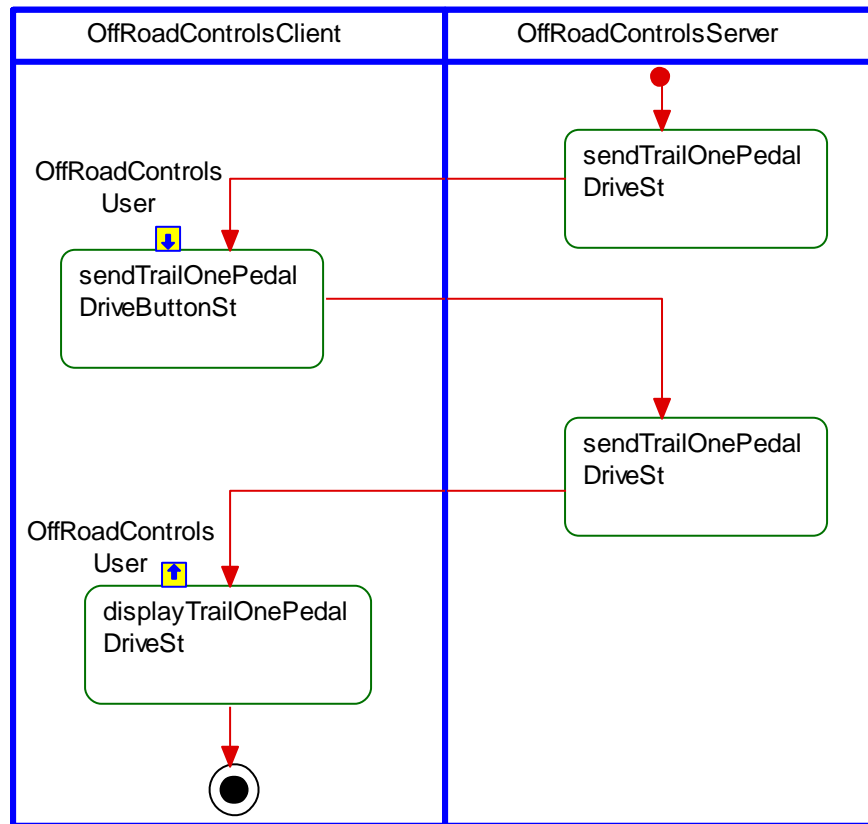 OffRoadControlsClient
OffRoadControlsServer
sendTrailOnePedal
DriveSt
OffRoadControls
User
sendTrailOnePedal
DriveButtonSt
sendTrailOnePedal
DriveSt
OffRoadControls
User
displayTrailOnePedal
DriveSt